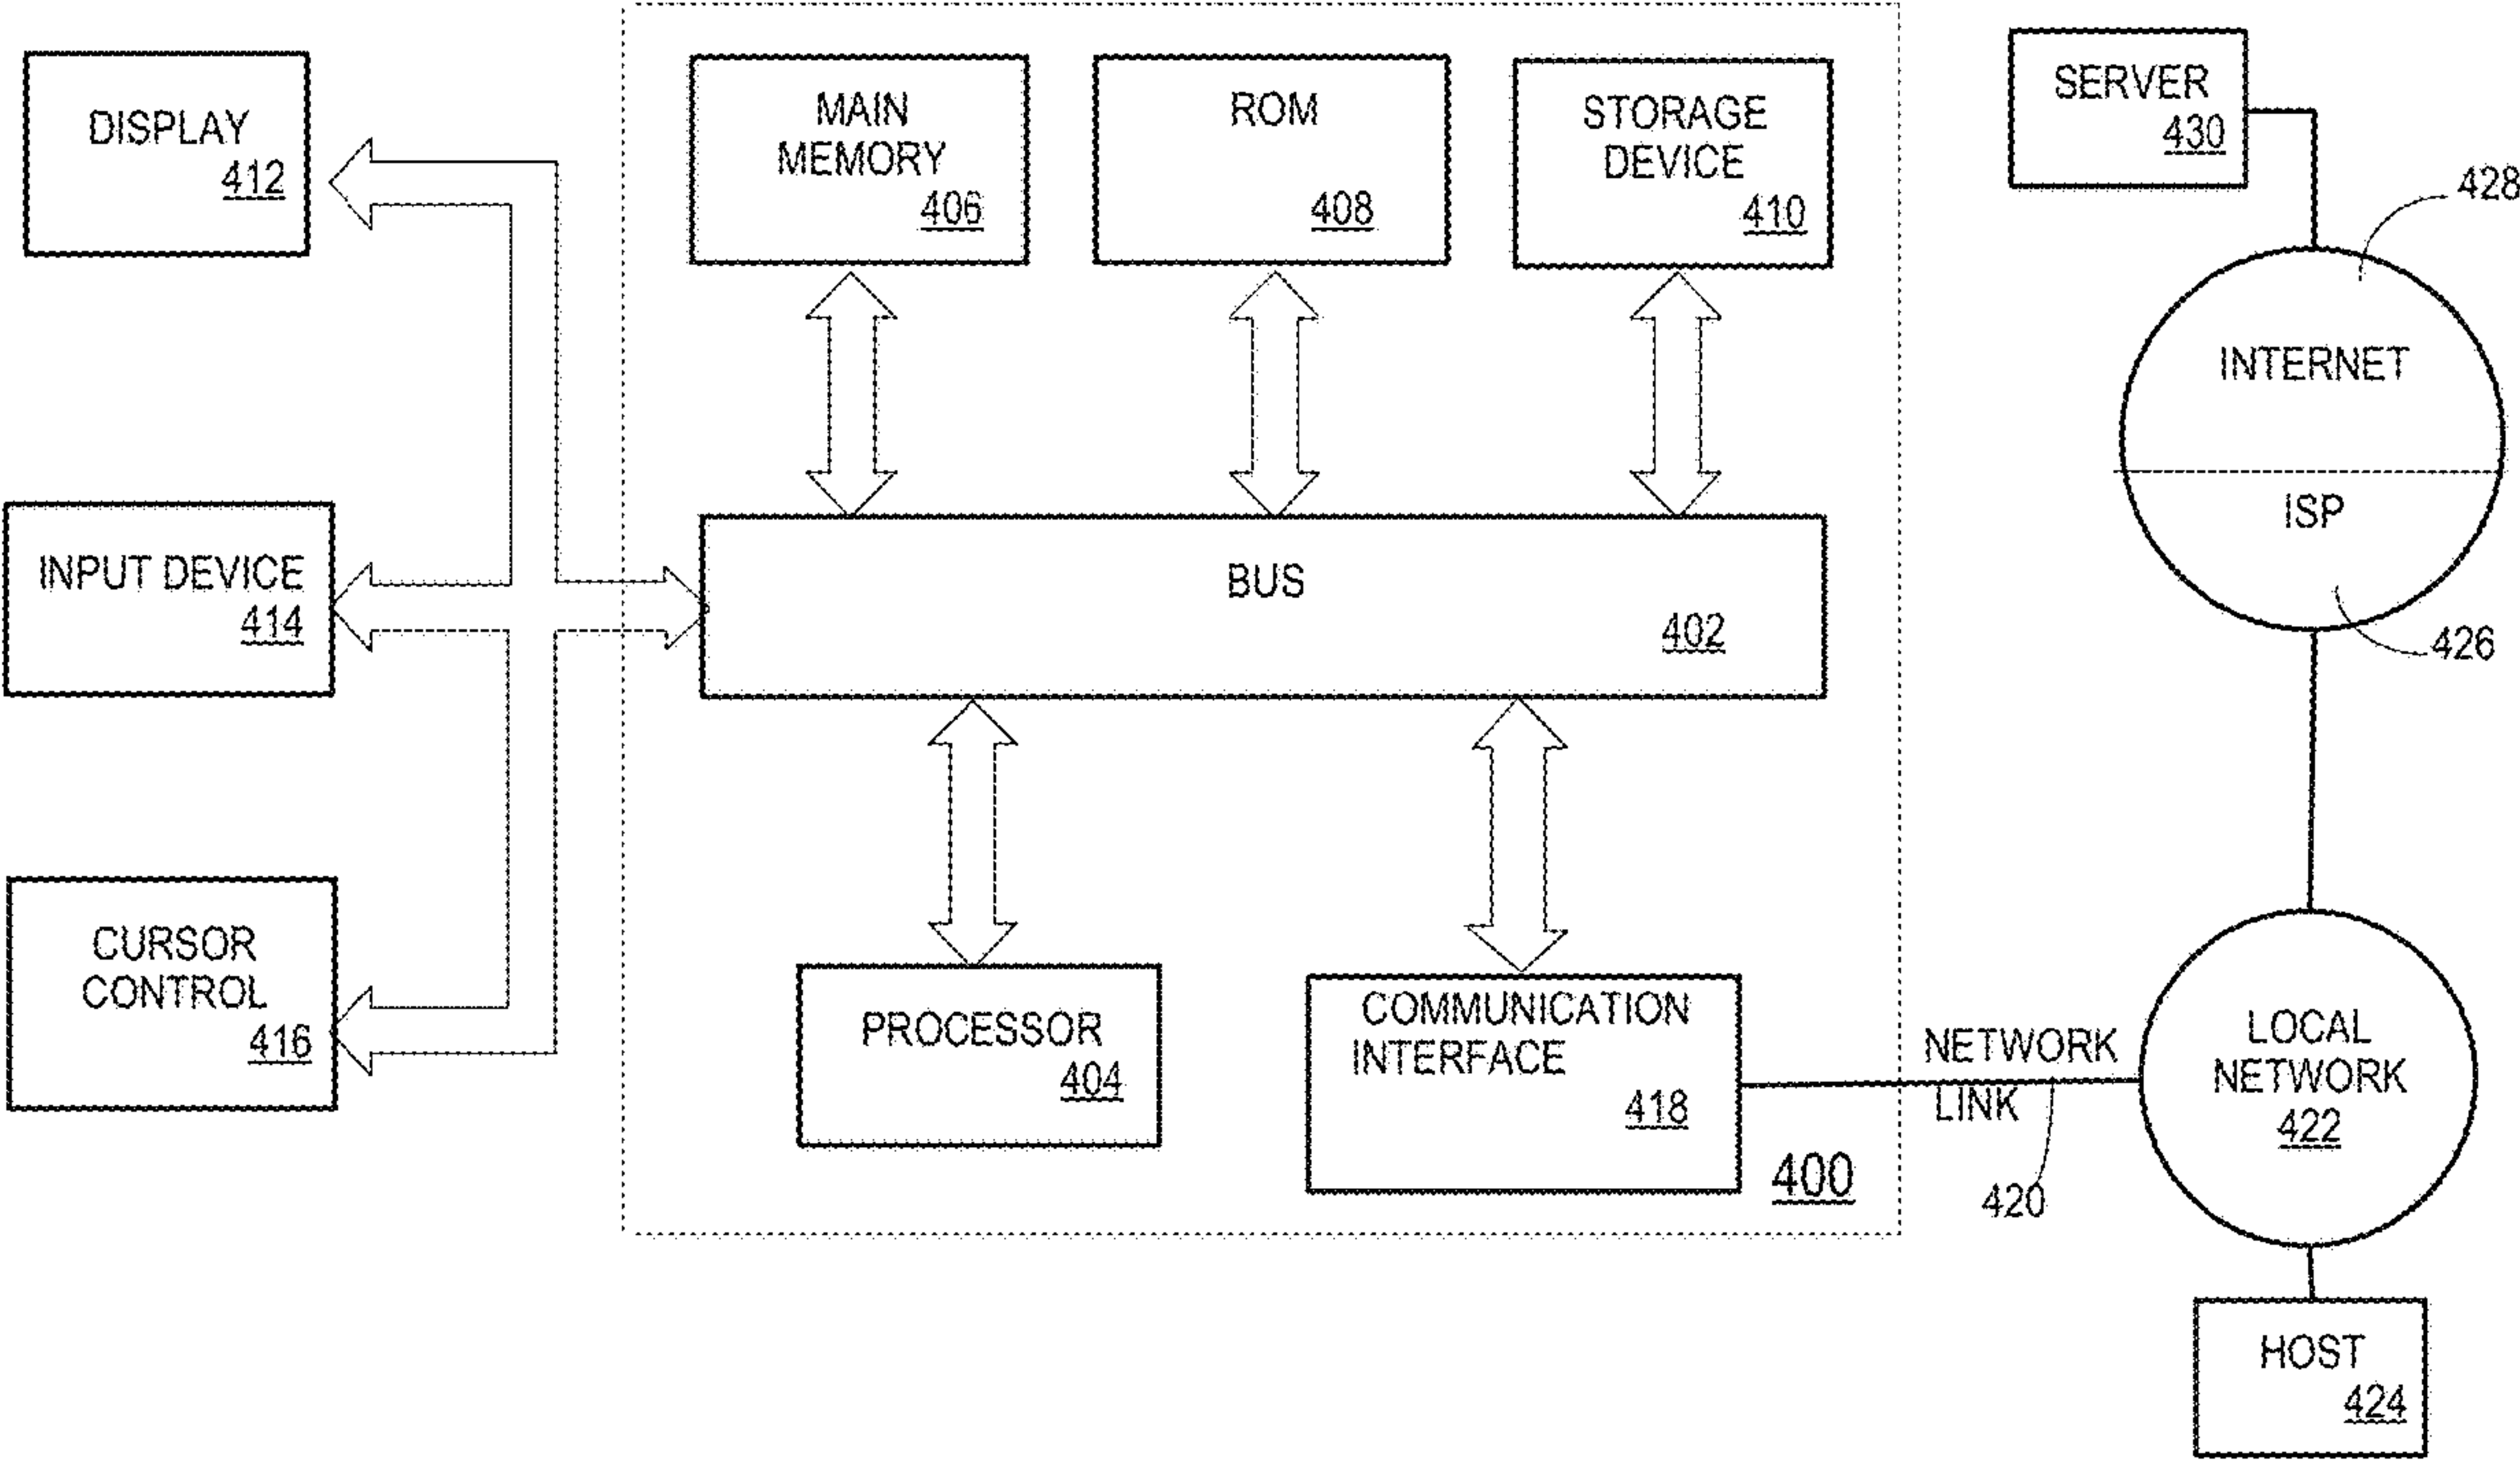 DISPLAY
412
INPUT DEVICE
414
CURSOR
CONTROL
416
MAIN
MEMORY
406
ROM
408
STORAGE
DEVICE
410
BUS
402
PROCESSOR
404
COMMUNICATION
INTERFACE
418
400
NETWORK
LINK
420
SERVER
430
428
INTERNET
ISP
426
LOCAL
NETWORK
422
HOST
424